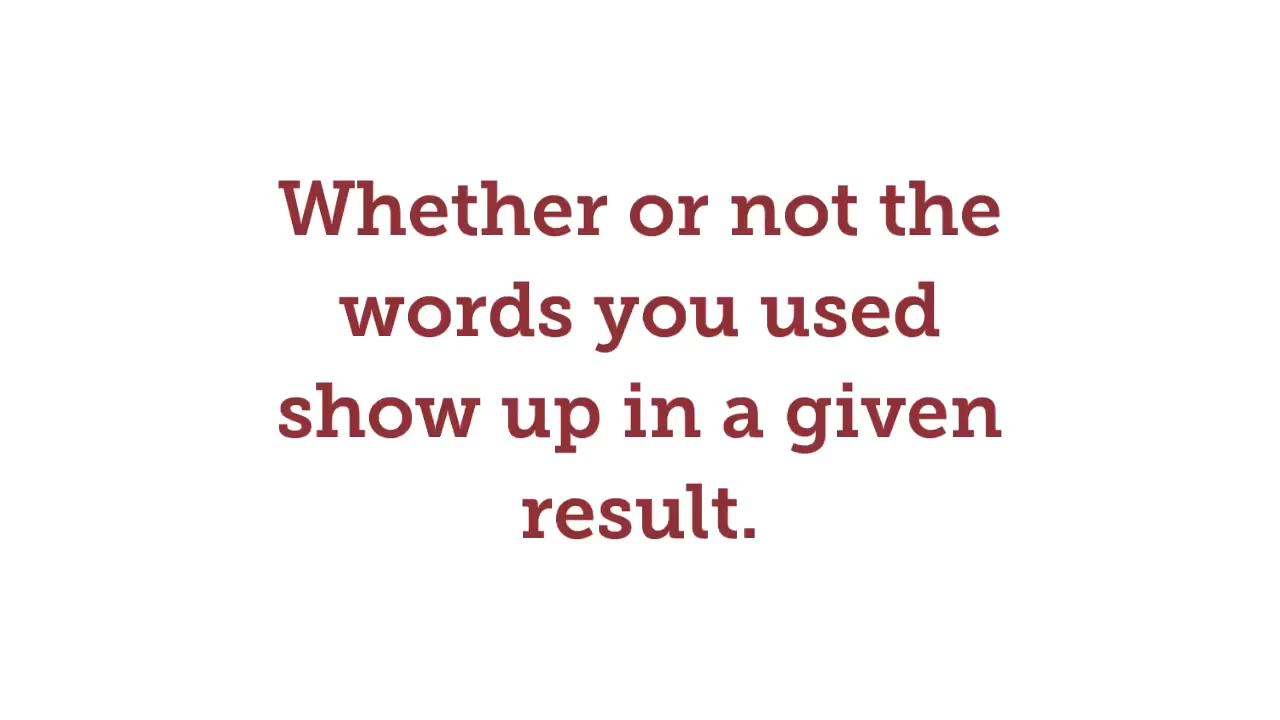 Whether or not the
words you used
show up in a given
result.